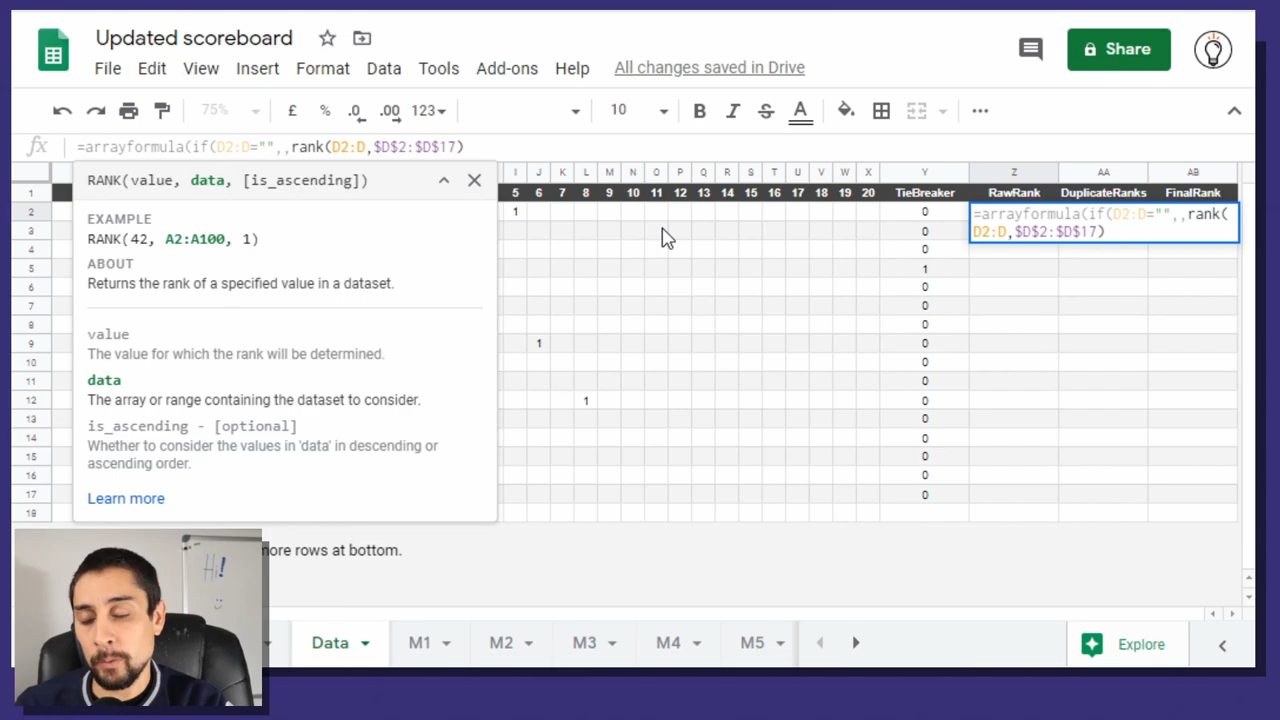 Updated scoreboard
Share
File Edit View Insert Format Data Tools Add-ons Help All changes saved in Drive
75% £ % .0 .00 123 10 B I S A
fx =arrayformula(if(D2:D="",,rank(D2:D,$D$2:$D$17)
RANK(value, data, [is_ascending])
EXAMPLE
RANK(42, A2:A100, 1)
ABOUT
Returns the rank of a specified value in a dataset.
value
The value for which the rank will be determined.
data
The array or range containing the dataset to consider.
is_ascending - [optional]
Whether to consider the values in 'data' in descending or
ascending order.
Learn more
I J K L M N O P Q R S T U V W X Y Z AA AB
1 5 6 7 8 9 10 11 12 13 14 15 16 17 18 19 20 TieBreaker RawRank DuplicateRanks FinalRank
2 1 0 =arrayformula(if(D2:D="",,rank(
3 0 D2:D,$D$2:$D$17)
4 0
5 1
6 0
7 0
8 0
9 1 0
10 0
11 0
12 1 0
13 0
14 0
15 0
16 0
17 0
18
more rows at bottom.
Hi!
Data M1 M2 M3 M4 M5 Explore